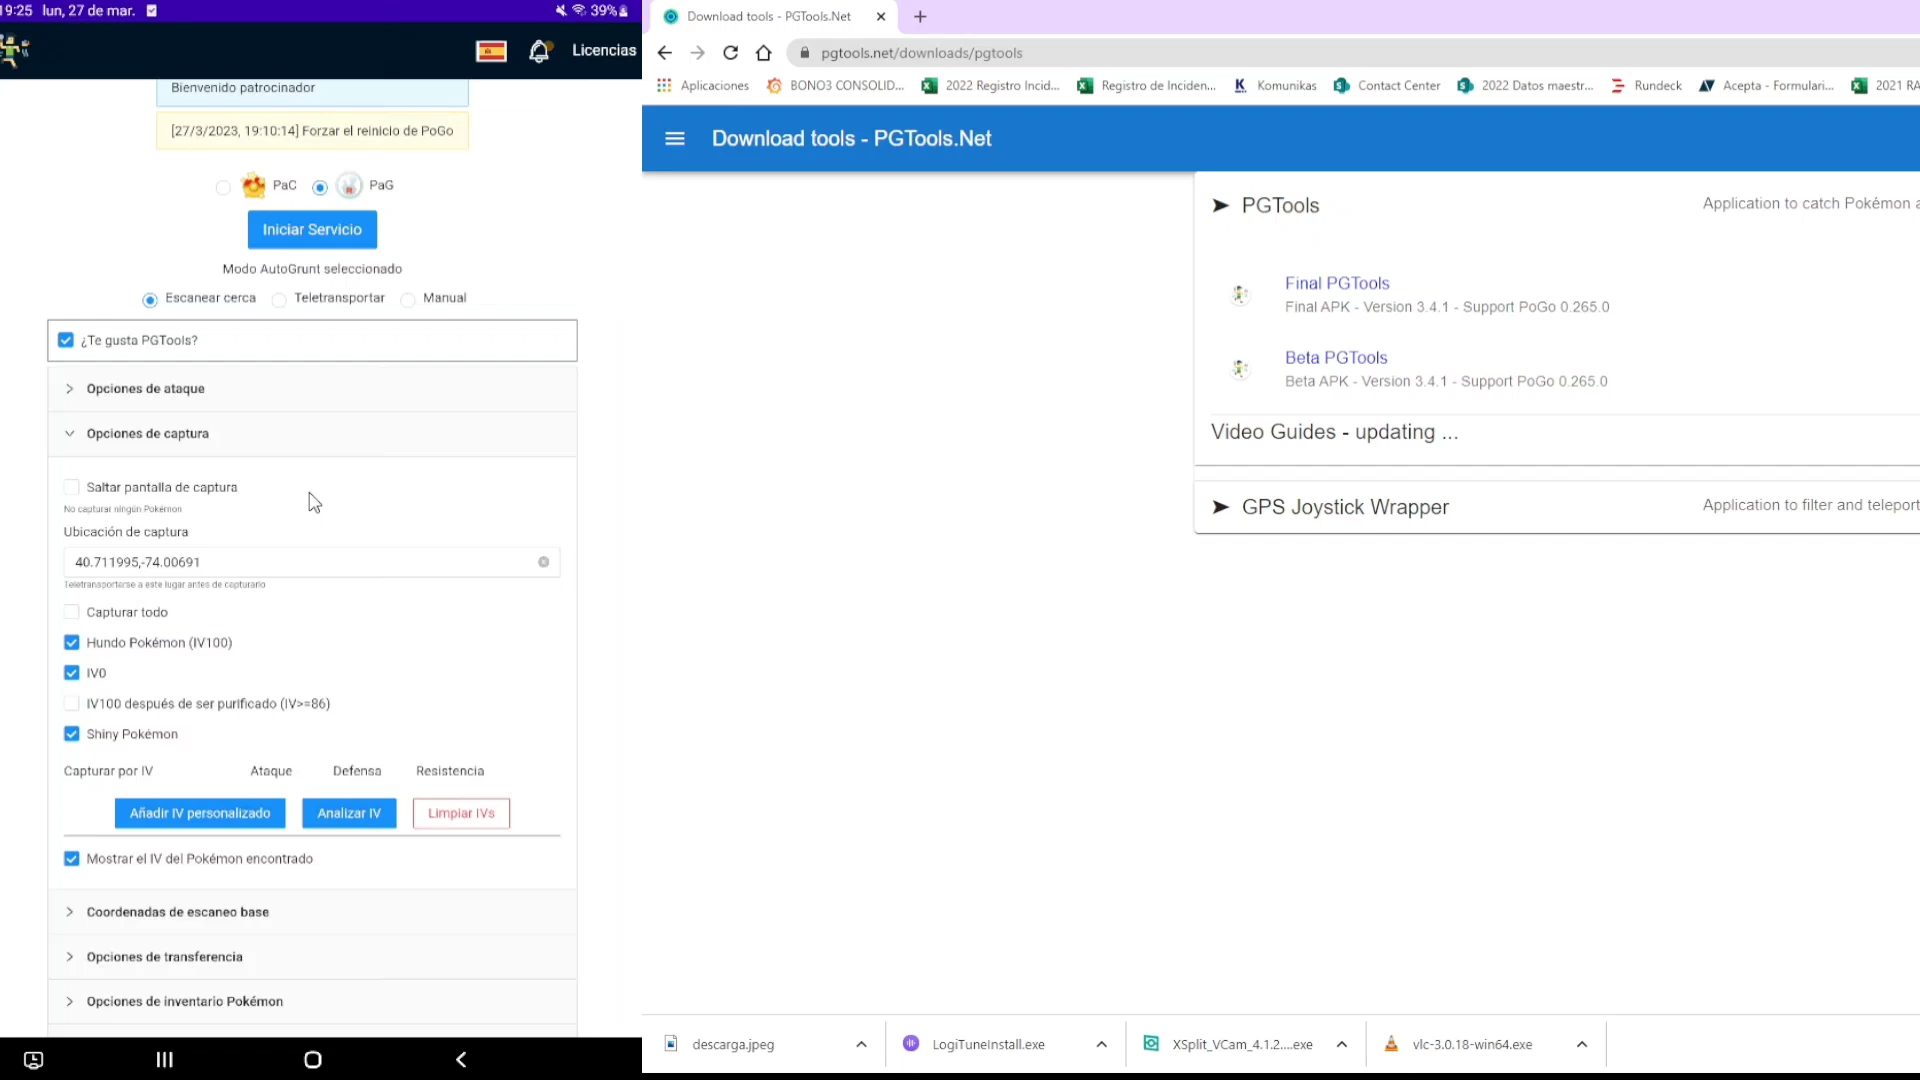 19:25 lun, 27 de mar.
39%
Licencias
Bienvenido patrocinador
[27/3/2023, 19:10:14] Forzar el reinicio de PoGo
PaC
PaG
Iniciar Servicio
Modo AutoGrunt seleccionado
Escanear cerca
Teletransportar
Manual
¿Te gusta PGTools?
Opciones de ataque
Opciones de captura
Saltar pantalla de captura
No capturar ningún Pokémon
Ubicación de captura
40.711995,-74.00691
Teletransportarse a este lugar antes de capturarlo
Capturar todo
Hundo Pokémon (IV100)
IV0
IV100 después de ser purificado (IV>=86)
Shiny Pokémon
Capturar por IV
Ataque
Defensa
Resistencia
Añadir IV personalizado
Analizar IV
Limpiar IVs
Mostrar el IV del Pokémon encontrado
Coordenadas de escaneo base
Opciones de transferencia
Opciones de inventario Pokémon
Download tools - PGTools.Net
pgtools.net/downloads/pgtools
Aplicaciones
BONO3 CONSOLID...
2022 Registro Incid...
Registro de Inciden...
Komunikas
Contact Center
2022 Datos maestr...
Rundeck
Acepta - Formulari...
2021 RA
Download tools - PGTools.Net
PGTools
Application to catch Pokémon a
Final PGTools
Final APK - Version 3.4.1 - Support PoGo 0.265.0
Beta PGTools
Beta APK - Version 3.4.1 - Support PoGo 0.265.0
Video Guides - updating ...
GPS Joystick Wrapper
Application to filter and teleport
descarga.jpeg
LogiTuneInstall.exe
XSplit_VCam_4.1.2....exe
vlc-3.0.18-win64.exe